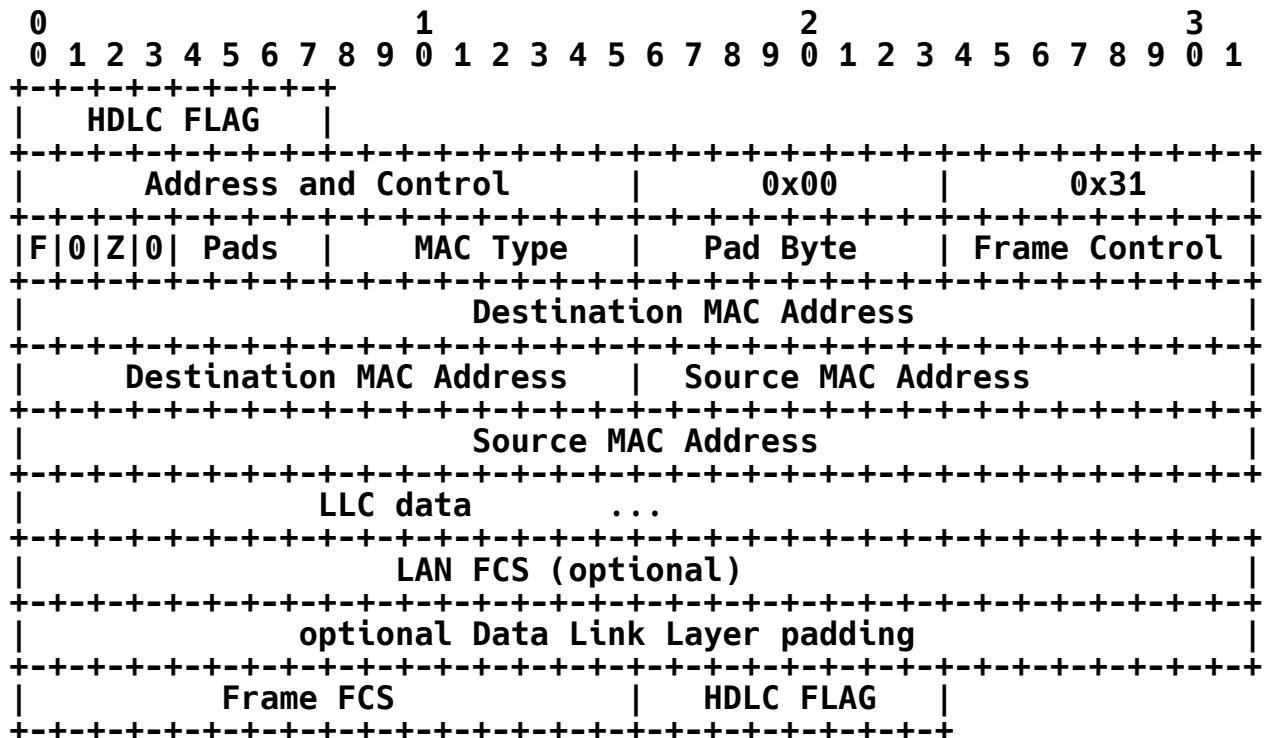 0                   1                   2                   3
 0 1 2 3 4 5 6 7 8 9 0 1 2 3 4 5 6 7 8 9 0 1 2 3 4 5 6 7 8 9 0 1
+-+-+-+-+-+-+-+-+
|   HDLC FLAG   |
+-+-+-+-+-+-+-+-+-+-+-+-+-+-+-+-+-+-+-+-+-+-+-+-+-+-+-+-+-+-+-+-+
|      Address and Control      |      0x00     |      0x31     |
+-+-+-+-+-+-+-+-+-+-+-+-+-+-+-+-+-+-+-+-+-+-+-+-+-+-+-+-+-+-+-+-+
|F|0|Z|0| Pads  |    MAC Type   |   Pad Byte    | Frame Control |
+-+-+-+-+-+-+-+-+-+-+-+-+-+-+-+-+-+-+-+-+-+-+-+-+-+-+-+-+-+-+-+-+
|                       Destination MAC Address                 |
+-+-+-+-+-+-+-+-+-+-+-+-+-+-+-+-+-+-+-+-+-+-+-+-+-+-+-+-+-+-+-+-+
|     Destination MAC Address   |  Source MAC Address           |
+-+-+-+-+-+-+-+-+-+-+-+-+-+-+-+-+-+-+-+-+-+-+-+-+-+-+-+-+-+-+-+-+
|                       Source MAC Address                      |
+-+-+-+-+-+-+-+-+-+-+-+-+-+-+-+-+-+-+-+-+-+-+-+-+-+-+-+-+-+-+-+-+
|               LLC data       ...
+-+-+-+-+-+-+-+-+-+-+-+-+-+-+-+-+-+-+-+-+-+-+-+-+-+-+-+-+-+-+-+-+
|                   LAN FCS (optional)                          |
+-+-+-+-+-+-+-+-+-+-+-+-+-+-+-+-+-+-+-+-+-+-+-+-+-+-+-+-+-+-+-+-+
|              optional Data Link Layer padding                 |
+-+-+-+-+-+-+-+-+-+-+-+-+-+-+-+-+-+-+-+-+-+-+-+-+-+-+-+-+-+-+-+-+
|          Frame FCS            |   HDLC FLAG   |
+-+-+-+-+-+-+-+-+-+-+-+-+-+-+-+-+-+-+-+-+-+-+-+-+